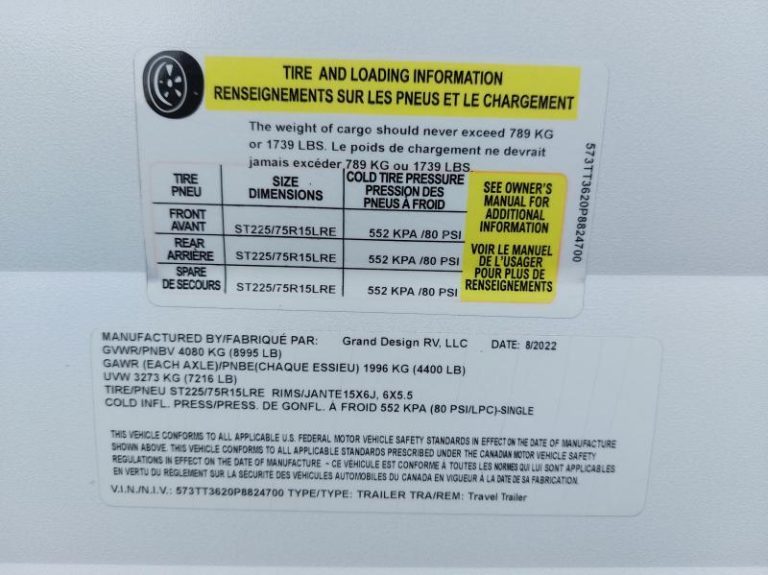 TIRE AND LOADING INFORMATION
RENSEIGNEMENTS SUR LES PNEUS ET LE CHARGEMENT
The weight of cargo should never exceed 789 KG
or 1739 LBS. Le poids de chargement ne devrait
jamais excéder 789 KG ou 1739 LBS.
TIRE PNEU SIZE DIMENSIONS COLD TIRE PRESSURE PRESSION DES PNEUS À FROID
FRONT AVANT ST225/75R15LRE 552 KPA /80 PSI
REAR ARRIÈRE ST225/75R15LRE 552 KPA /80 PSI
SPARE DE SECOURS ST225/75R15LRE 552 KPA /80 PSI
SEE OWNER'S
MANUAL FOR
ADDITIONAL
INFORMATION
VOIR LE MANUEL
DE L'USAGER
POUR PLUS DE
RENSEIGNEMENTS
573TT3620P8824700
MANUFACTURED BY/FABRIQUÉ PAR: Grand Design RV, LLC DATE: 8/2022
GVWR/PNBV 4080 KG (8995 LB)
GAWR (EACH AXLE)/PNBE(CHAQUE ESSIEU) 1996 KG (4400 LB)
UVW 3273 KG (7216 LB)
TIRE/PNEU ST225/75R15LRE RIMS/JANTE15X6J, 6X5.5
COLD INFL. PRESS/PRESS. DE GONFL. À FROID 552 KPA (80 PSI/LPC)-SINGLE
THIS VEHICLE CONFORMS TO ALL APPLICABLE U.S. FEDERAL MOTOR VEHICLE SAFETY STANDARDS IN EFFECT ON THE DATE OF MANUFACTURE
SHOWN ABOVE. THIS VEHICLE CONFORMS TO ALL APPLICABLE STANDARDS PRESCRIBED UNDER THE CANADIAN MOTOR VEHICLE SAFETY
REGULATIONS IN EFFECT ON THE DATE OF MANUFACTURE - CE VÉHICULE EST CONFORME À TOUTES LES NORMES QUI LUI SONT APPLICABLES
EN VERTU DU RÈGLEMENT SUR LA SÉCURITÉ DES VÉHICULES AUTOMOBILES DU CANADA EN VIGUEUR À LA DATE DE SA FABRICATION.
V.I.N./N.I.V.: 573TT3620P8824700 TYPE/TYPE: TRAILER TRA/REM: Travel Trailer